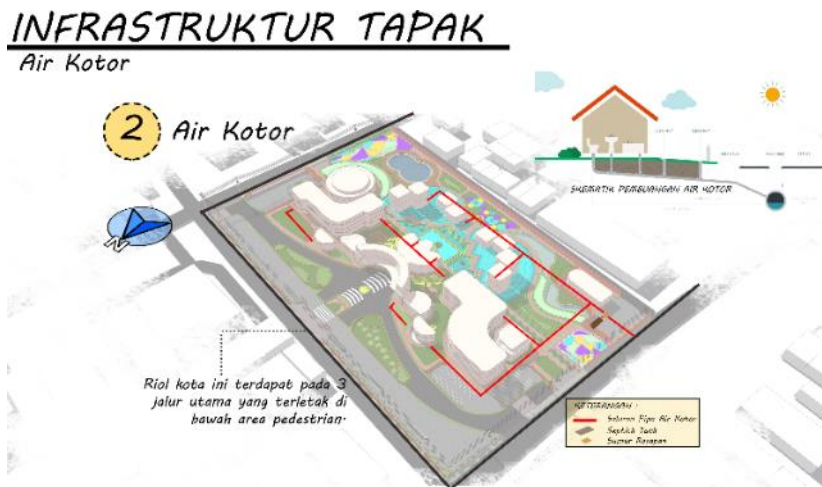 INFRASTRUKTUR TAPAK
Air Kotor
2 Air Kotor
SKEMATIK PEMBUANGAN AIR KOTOR
N
Riol kota ini terdapat pada 3
jalur utama yang terletak di
bawah area pedestrian.
KETERANGAN :
Saluran Pipa Air Kotor
Septick Tank
Sumur Resapan